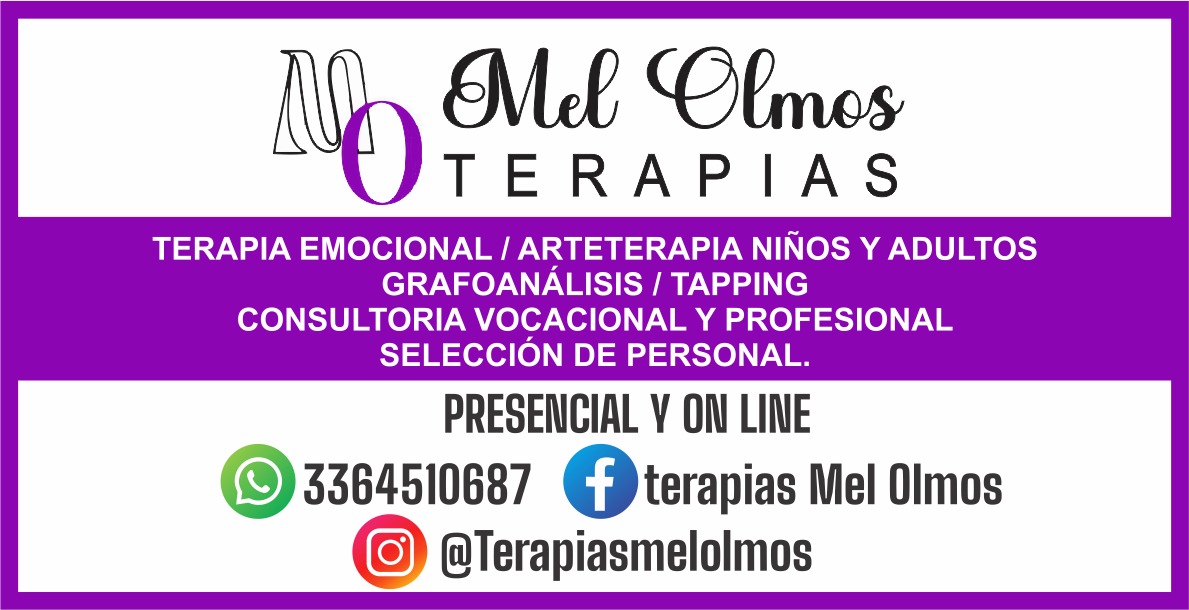 MO
Mel Olmos
TERAPIAS
TERAPIA EMOCIONAL / ARTETERAPIA NIÑOS Y ADULTOS
GRAFOANÁLISIS / TAPPING
CONSULTORIA VOCACIONAL Y PROFESIONAL
SELECCIÓN DE PERSONAL.
PRESENCIAL Y ON LINE
3364510687 terapias Mel Olmos
@Terapiasmelolmos